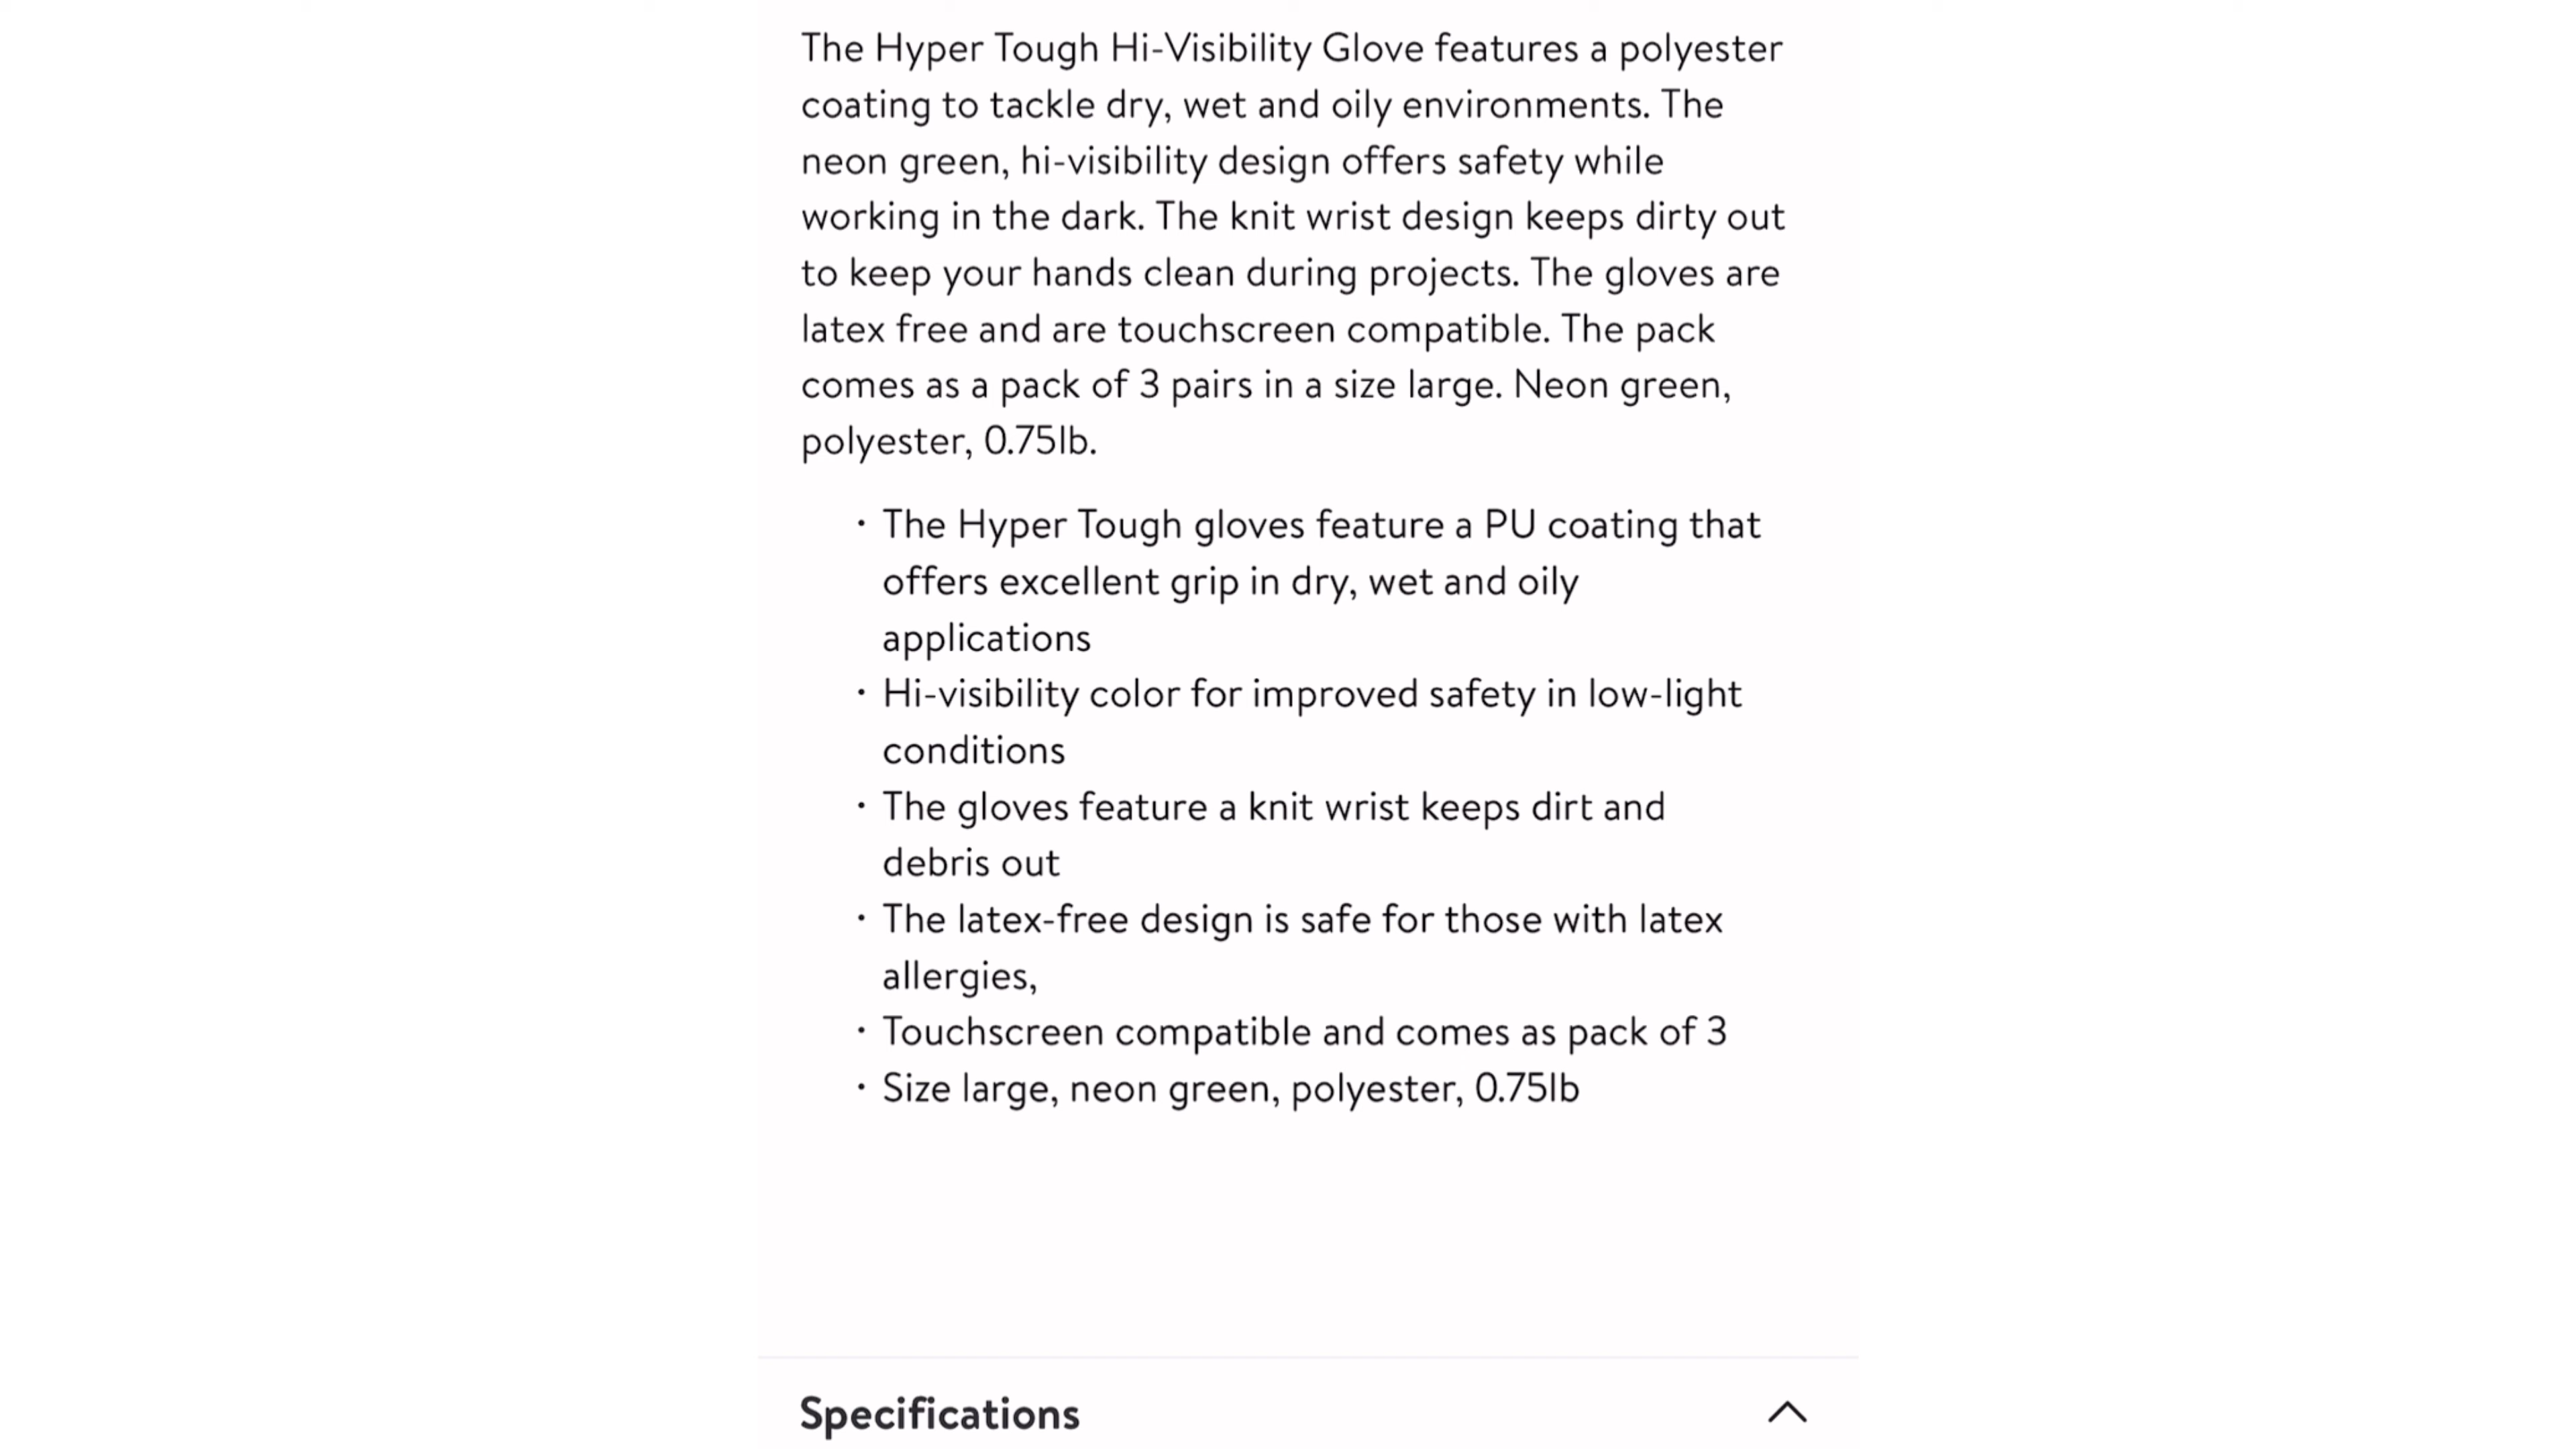 The Hyper Tough Hi-Visibility Glove features a polyester
coating to tackle dry, wet and oily environments. The
neon green, hi-visibility design offers safety while
working in the dark. The knit wrist design keeps dirty out
to keep your hands clean during projects. The gloves are
latex free and are touchscreen compatible. The pack
comes as a pack of 3 pairs in a size large. Neon green,
polyester, 0.75lb.
• The Hyper Tough gloves feature a PU coating that
offers excellent grip in dry, wet and oily
applications
• Hi-visibility color for improved safety in low-light
conditions
• The gloves feature a knit wrist keeps dirt and
debris out
• The latex-free design is safe for those with latex
allergies,
• Touchscreen compatible and comes as pack of 3
• Size large, neon green, polyester, 0.75lb
Specifications